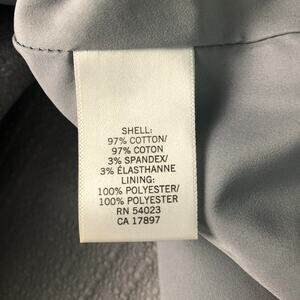 SHELL:
97% COTTON/
97% COTON
3% SPANDEX/
3% ÉLASTHANNE
LINING:
100% POLYESTER/
100% POLYESTER
RN 54023
CA 17897